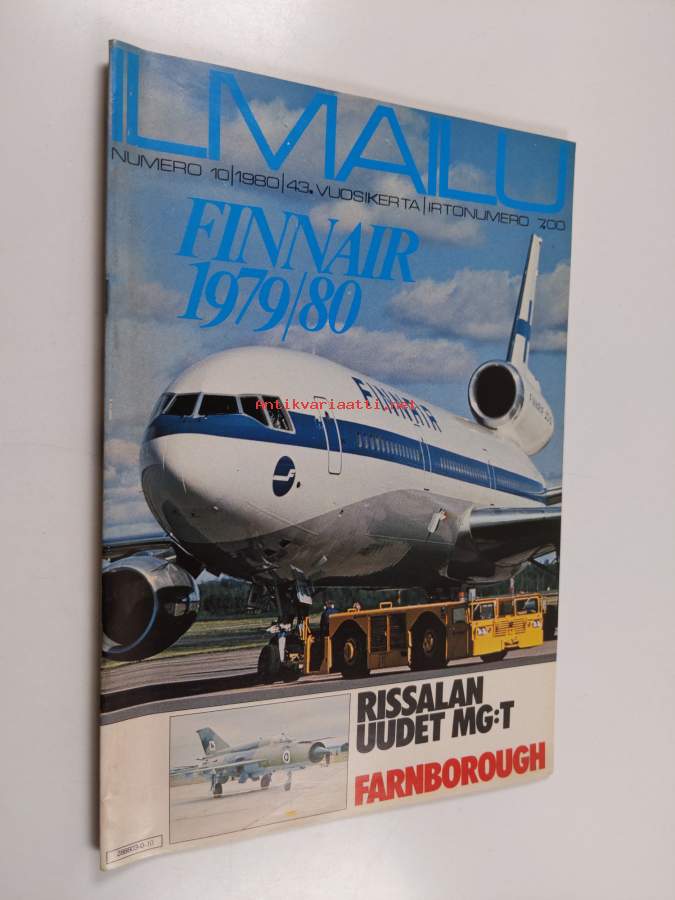 ILMAILU
NUMERO 10|1980|43. VUOSIKERTA|IRTONUMERO 7,00
FINNAIR
1979/80
FINNAIR
Antikvariaatti.net
RISSALAN
UUDET MG:T
FARNBOROUGH